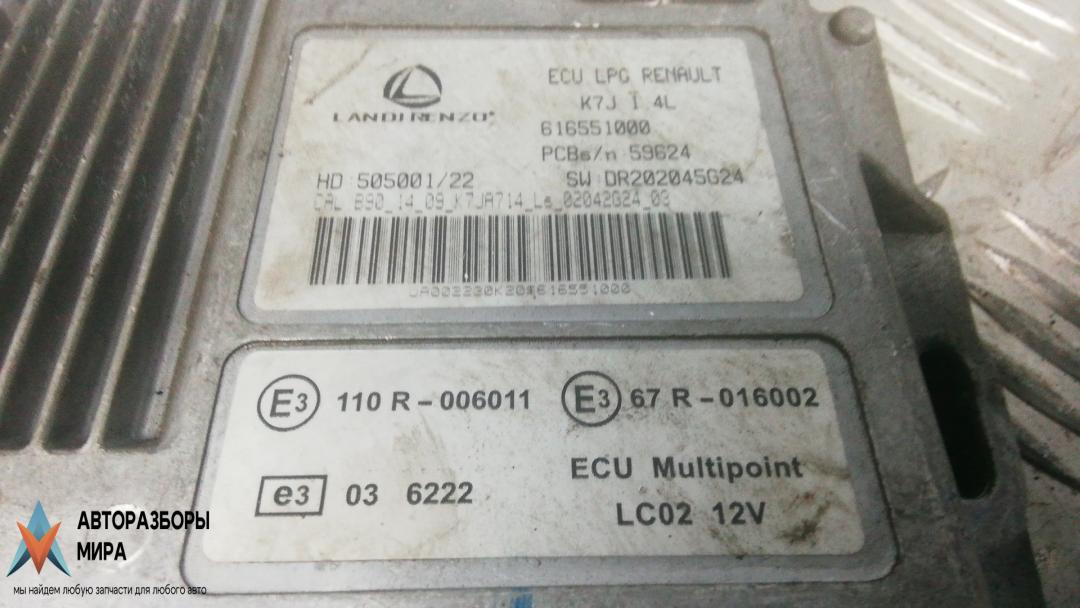 LANDIRENZO®
ECU LPG RENAULT
K7J 1.4L
616551000
PCBs/n 59624
HD 505001/22 SW DR202045G24
CAL B90_14_09_K7JA714_Ls_02042G24_03
616551000
E3 110 R-006011 E3 67 R-016002
e3 03 6222
ECU Multipoint
LC02 12V
АВТОРАЗБОРЫ
МИРА
мы найдем любую запчасти для любого авто